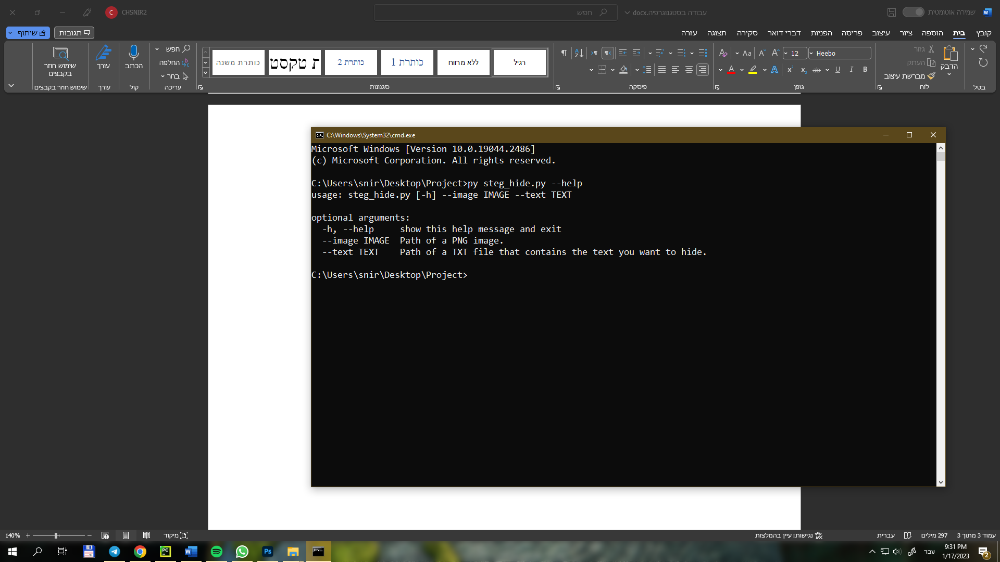 CHSNIR2
חפש
עבודה בסטגנוגרפיה.docx
שמירה אוטומטית
קובץ
בית
הוספה
ציור
עיצוב
פריסה
הפניות
דברי דואר
סקירה
תצוגה
עזרה
תגובות
שיתוף
בטל
הדבק
גזור
העתק
מברשת עיצוב
לוח
Heebo
12
גופן
פיסקה
רגיל
ללא מרווח
כותרת 1
כותרת 2
ת טקסט
כותרת משנה
סגנונות
חפש
החלפה
בחר
עריכה
הכתב
קול
עורך
עורך
שימוש חוזר
בקבצים
שימוש חוזר בקבצים
C:\Windows\System32\cmd.exe
Microsoft Windows [Version 10.0.19044.2486]
(c) Microsoft Corporation. All rights reserved.
C:\Users\snir\Desktop\Project>py steg_hide.py --help
usage: steg_hide.py [-h] --image IMAGE --text TEXT
optional arguments:
-h, --help show this help message and exit
--image IMAGE Path of a PNG image.
--text TEXT Path of a TXT file that contains the text you want to hide.
C:\Users\snir\Desktop\Project>
עמוד 3 מתוך 3
297 מילים
עברית
נגישות: עיין בהמלצות
מיקוד
140%
עבר
9:31 PM
1/17/2023
2